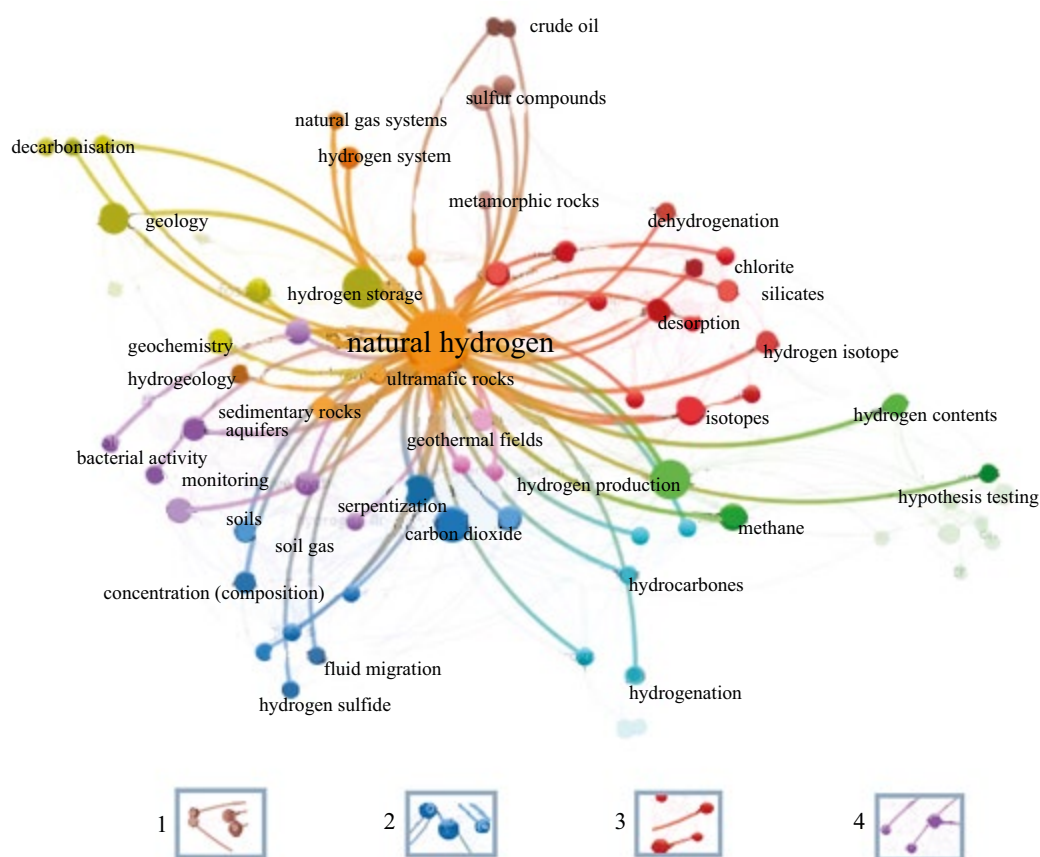 crude oil
sulfur compounds
natural gas systems
decarbonisation
hydrogen system
metamorphic rocks
dehydrogenation
geology
chlorite
hydrogen storage
silicates
desorption
natural hydrogen
geochemistry
hydrogen isotope
hydrogeology
ultramafic rocks
sedimentary rocks
isotopes
hydrogen contents
aquifers
geothermal fields
bacterial activity
monitoring
hydrogen production
hypothesis testing
serpentization
soils
carbon dioxide
methane
soil gas
hydrocarbones
concentration (composition)
fluid migration
hydrogenation
hydrogen sulfide
1
2
3
4